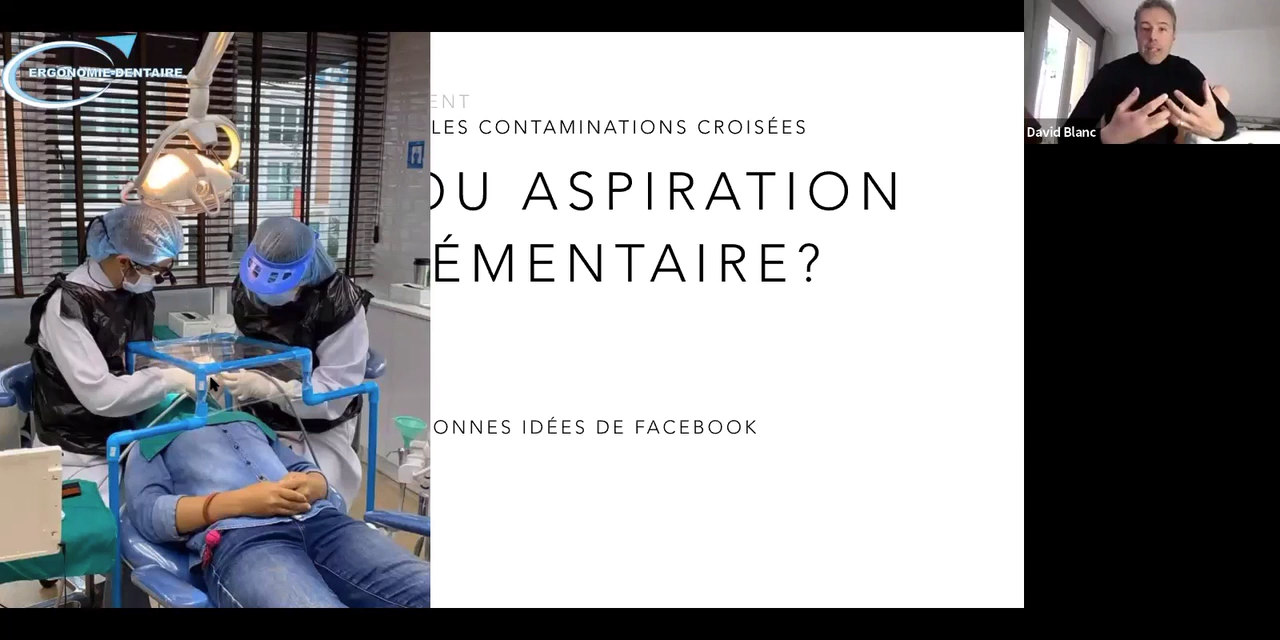 ERGONOMIE-DENTAIRE
ENT
LES CONTAMINATIONS CROISÉES
OU ASPIRATION
ÉMENTAIRE?
ONNES IDÉES DE FACEBOOK
David Blanc